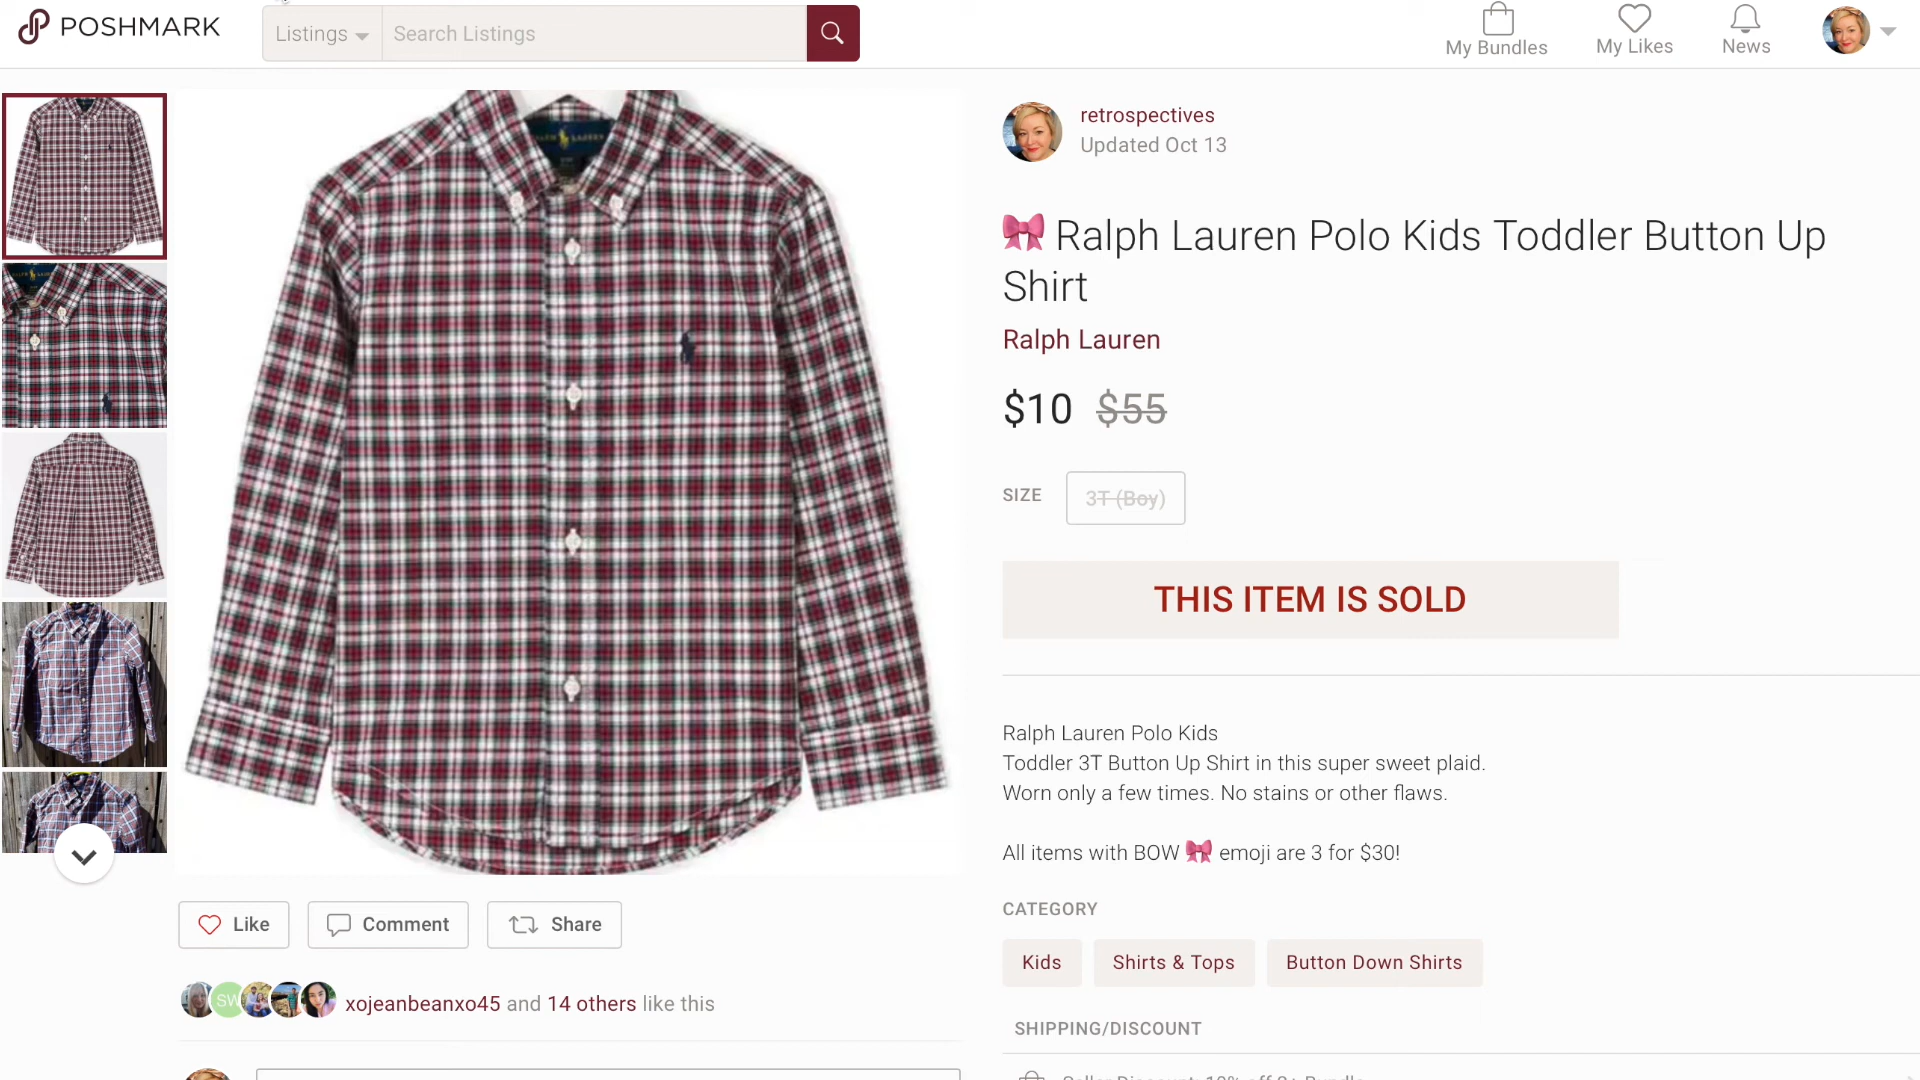 POSHMARK
Listings
Search Listings
My Bundles
My Likes
News
retrospectives
Updated Oct 13
🎀 Ralph Lauren Polo Kids Toddler Button Up
Shirt
Ralph Lauren
$10 $55
SIZE
3T (Boy)
THIS ITEM IS SOLD
Ralph Lauren Polo Kids
Toddler 3T Button Up Shirt in this super sweet plaid.
Worn only a few times. No stains or other flaws.
All items with BOW 🎀 emoji are 3 for $30!
CATEGORY
Kids
Shirts & Tops
Button Down Shirts
SHIPPING/DISCOUNT
Like
Comment
Share
SW
xojeanbeanxo45 and 14 others like this